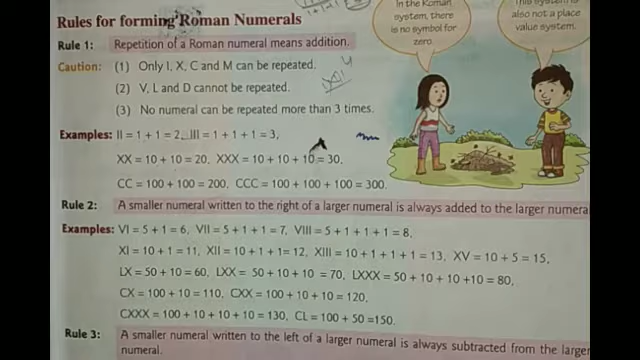 In the Roman
system, there
is no symbol for
zero.
This system is
also not a place
value system.
Rules for forming Roman Numerals
Rule 1: Repetition of a Roman numeral means addition.
Caution: (1) Only I, X, C and M can be repeated.
(2) V, L and D cannot be repeated.
(3) No numeral can be repeated more than 3 times.
Examples: II = 1 + 1 = 2, III = 1 + 1 + 1 = 3,
XX = 10 + 10 = 20, XXX = 10 + 10 + 10 = 30.
CC = 100 + 100 = 200, CCC = 100 + 100 + 100 = 300.
Rule 2: A smaller numeral written to the right of a larger numeral is always added to the larger numera
Examples: VI = 5 + 1 = 6, VII = 5 + 1 + 1 = 7, VIII = 5 + 1 + 1 + 1 = 8,
XI = 10 + 1 = 11, XII = 10 + 1 + 1 = 12, XIII = 10 + 1 + 1 + 1 = 13, XV = 10 + 5 = 15,
LX = 50 + 10 = 60, LXX = 50 + 10 + 10 = 70, LXXX = 50 + 10 + 10 +10 = 80,
CX = 100 + 10 = 110, CXX = 100 + 10 + 10 = 120,
CXXX = 100 + 10 + 10 + 10 = 130, CL = 100 + 50 =150.
Rule 3: A smaller numeral written to the left of a larger numeral is always subtracted from the large
numeral.